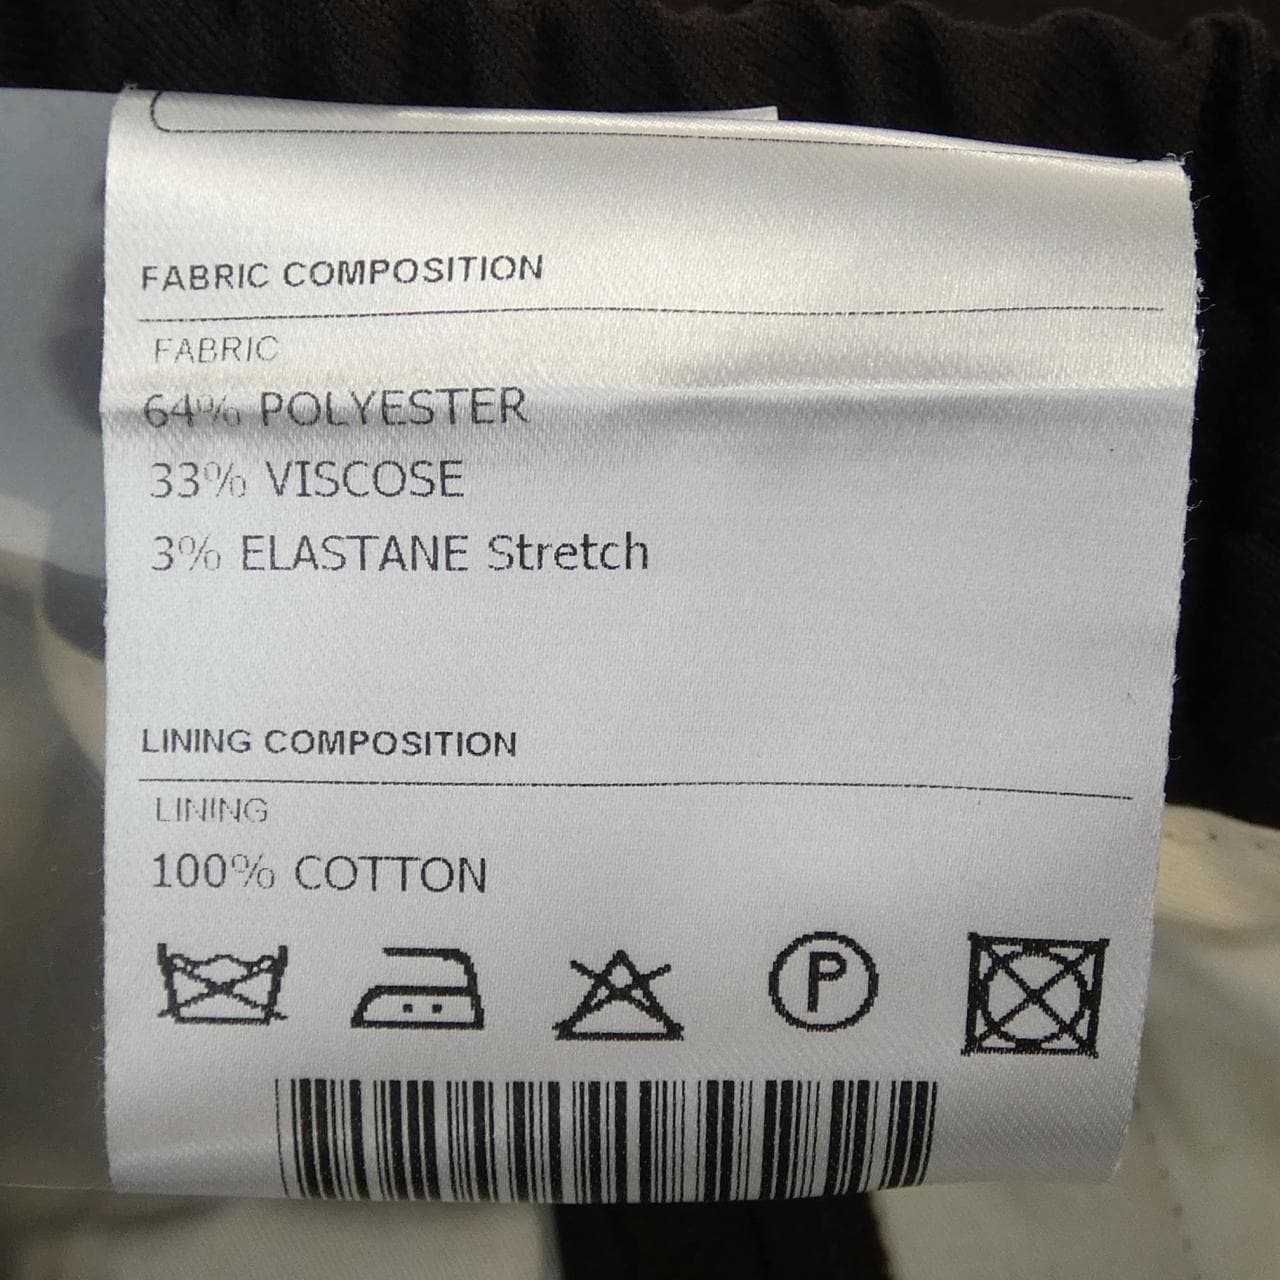 FABRIC COMPOSITION
FABRIC
64% POLYESTER
33% VISCOSE
3% ELASTANE Stretch
LINING COMPOSITION
LINING
100% COTTON
P